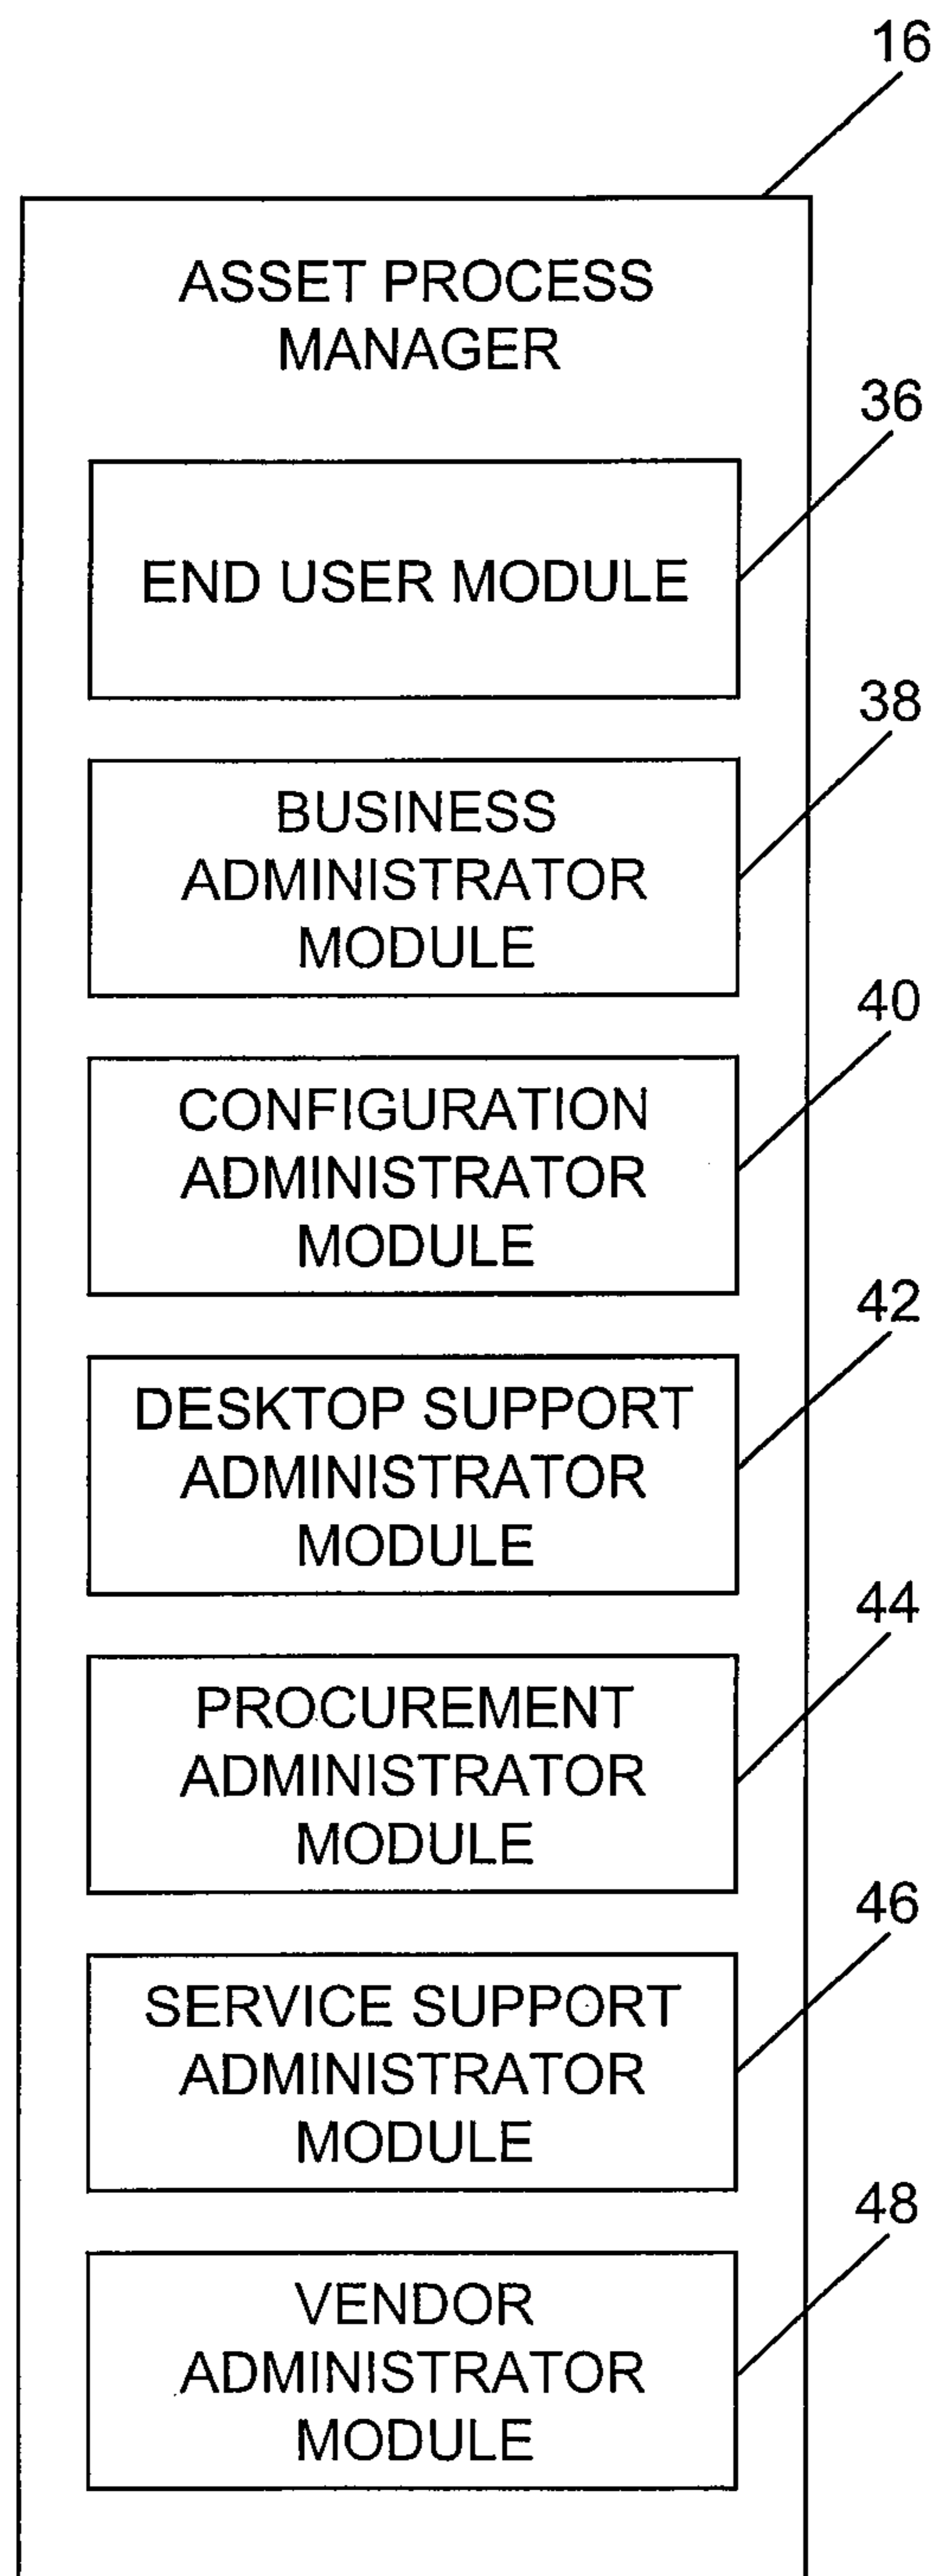 16
ASSET PROCESS
MANAGER
36
END USER MODULE
38
BUSINESS
ADMINISTRATOR
MODULE
40
CONFIGURATION
ADMINISTRATOR
MODULE
42
DESKTOP SUPPORT
ADMINISTRATOR
MODULE
44
PROCUREMENT
ADMINISTRATOR
MODULE
46
SERVICE SUPPORT
ADMINISTRATOR
MODULE
48
VENDOR
ADMINISTRATOR
MODULE